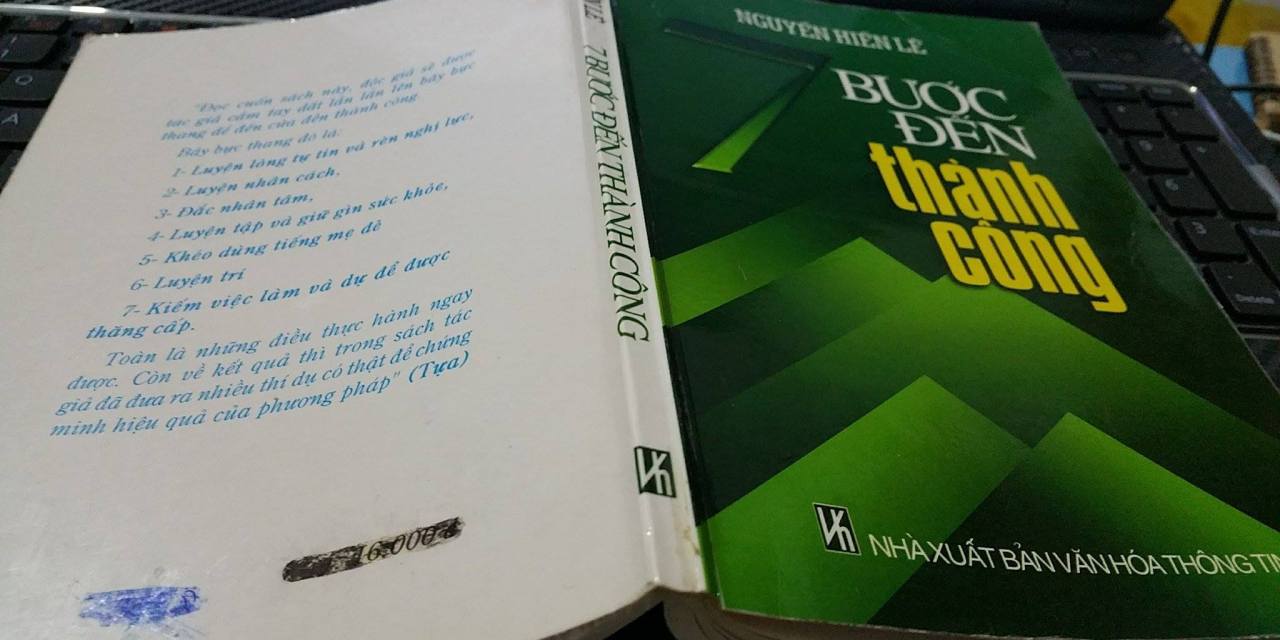 "Đọc cuốn sách này, độc giả sẽ được
tác giả cầm tay dắt lần lần lên bảy bực
thang để đến cửa đến thành công
Bảy bực thang đó là:
1- Luyện lòng tự tin và rèn nghị lực,
2- Luyện nhân cách,
3- Đắc nhân tâm,
4- Luyện tập và giữ gìn sức khỏe,
5- Khéo dùng tiếng mẹ đẻ
6- Luyện trí
7- Kiếm việc làm và dự để được
thăng cấp.
Toàn là những điều thực hành ngay
được. Còn về kết quả thì trong sách tác
giả đã đưa ra nhiều thí dụ có thật để chứng
minh hiệu quả của phương pháp" (Tựa)
16.000
7 BƯỚC ĐẾN THÀNH CÔNG
Vh
NGUYỄN HIẾN LÊ
7
BƯỚC
ĐẾN
thành
công
Vh NHÀ XUẤT BẢN VĂN HÓA THÔNG TIN